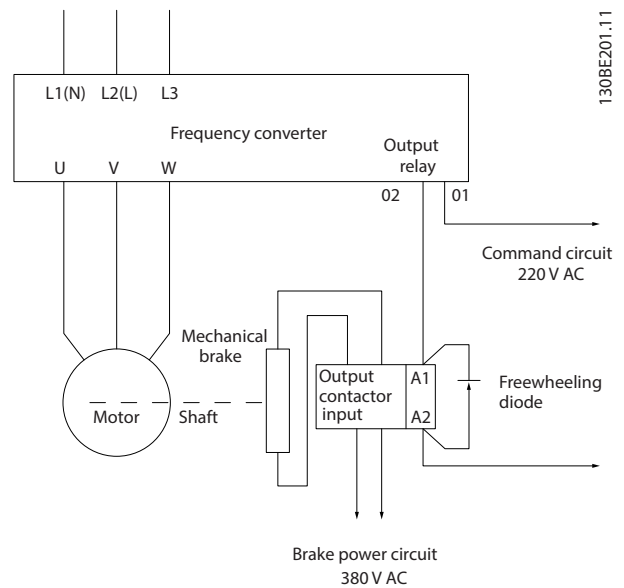 130BE201.11
L1(N) L2(L) L3
Frequency converter
Output
relay
U V W
02 01
Command circuit
220 V AC
Mechanical
brake
Output
contactor
input
A1
A2
Freewheeling
diode
Motor Shaft
Brake power circuit
380 V AC